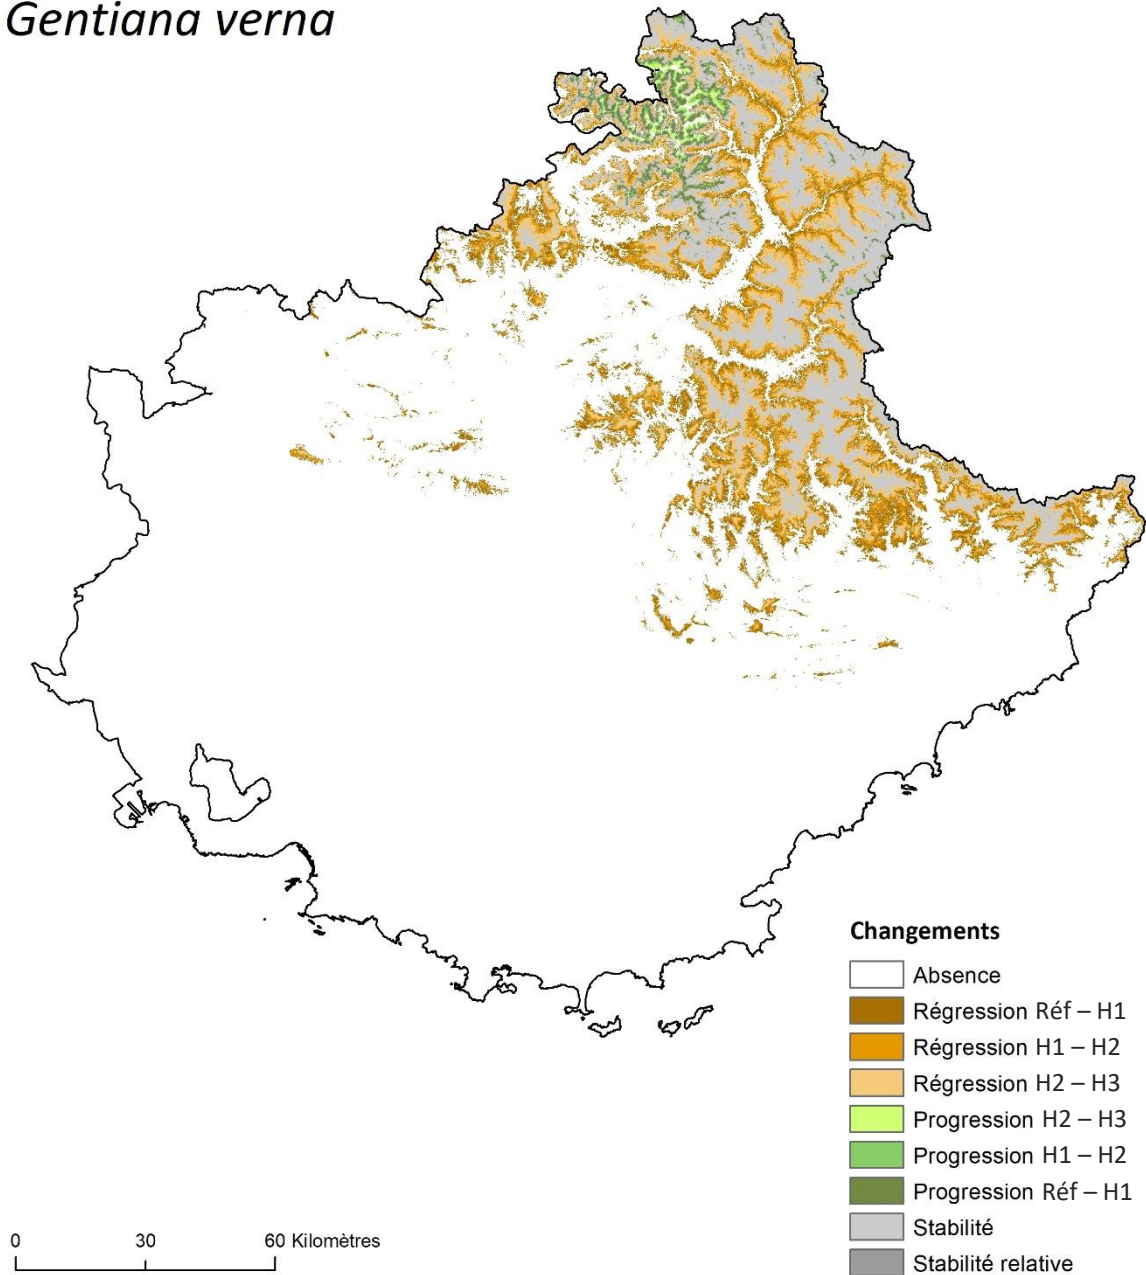 Gentiana verna
Changements
Absence
Régression Réf – H1
Régression H1 – H2
Régression H2 – H3
Progression H2 – H3
Progression H1 – H2
Progression Réf – H1
Stabilité
Stabilité relative
0 30 60 Kilomètres